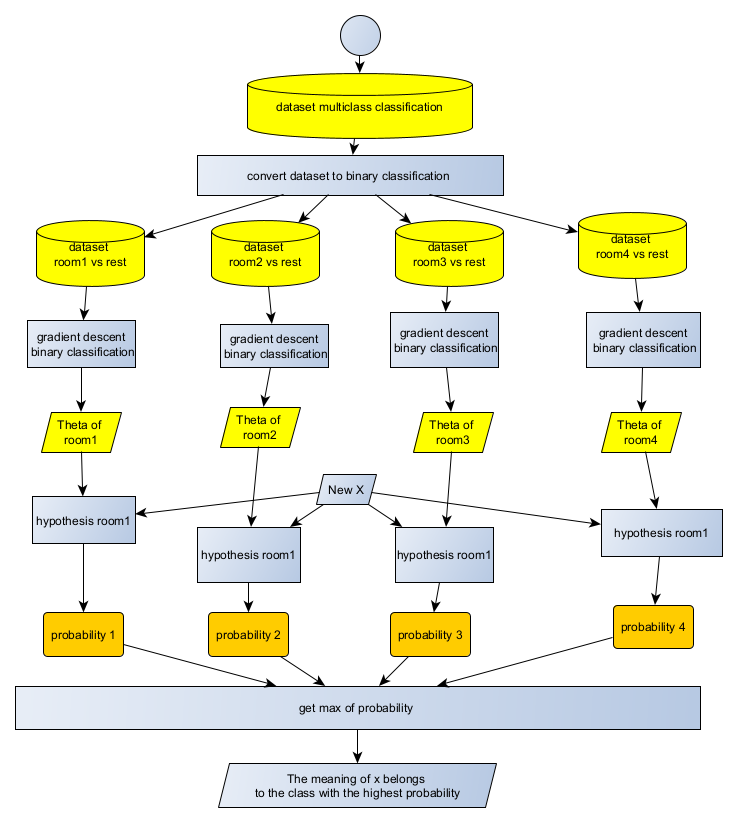 dataset multiclass classification
convert dataset to binary classification
dataset
room1 vs rest
dataset
room2 vs rest
dataset
room3 vs rest
dataset
room4 vs rest
gradient descent
binary classification
gradient descent
binary classification
gradient descent
binary classification
gradient descent
binary classification
Theta of
room1
Theta of
room2
Theta of
room3
Theta of
room4
New X
hypothesis room1
hypothesis room1
hypothesis room1
hypothesis room1
probability 1
probability 2
probability 3
probability 4
get max of probability
The meaning of x belongs
to the class with the highest probability